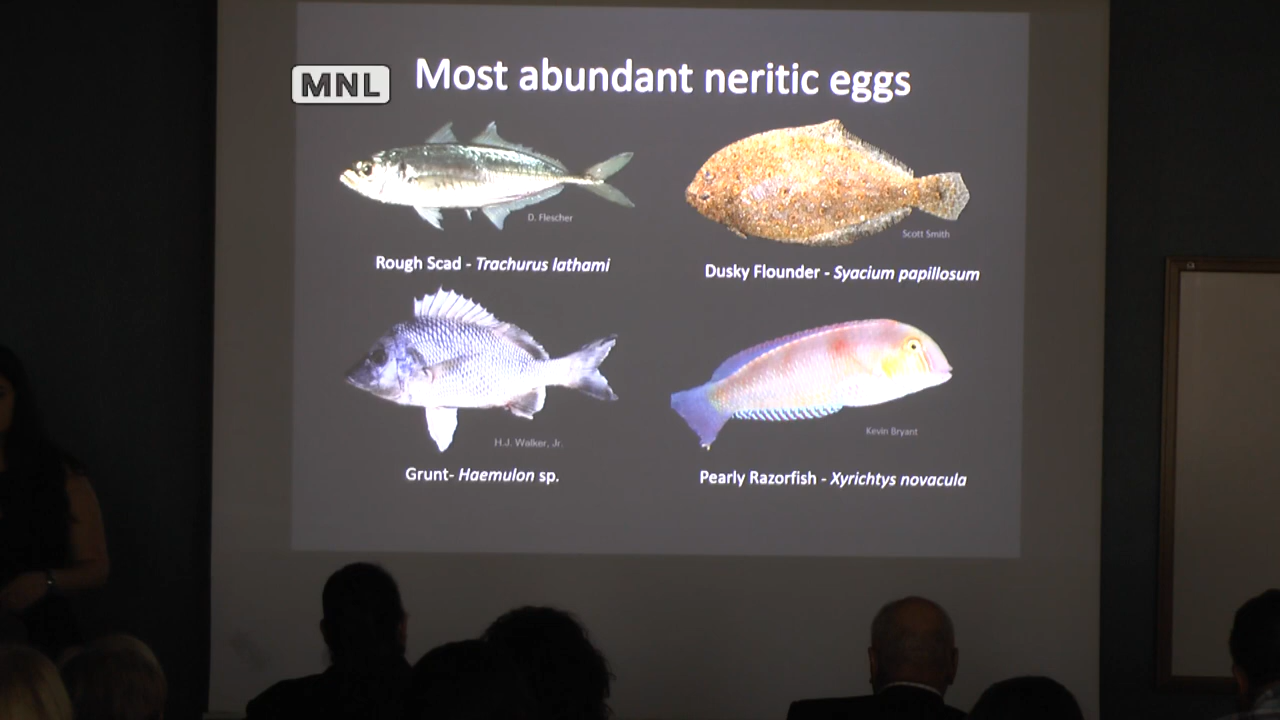 MNL
Most abundant neritic eggs
D. Flescher
Scott Smith
Rough Scad - Trachurus lathami
Dusky Flounder - Syacium papillosum
H.J. Walker, Jr.
Kevin Bryant
Grunt- Haemulon sp.
Pearly Razorfish - Xyrichtys novacula